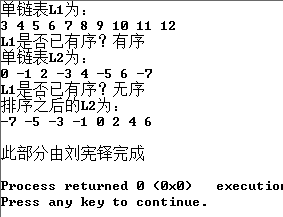 单链表L1为:
3 4 5 6 7 8 9 10 11 12
L1是否已有序? 有序
单链表L2为:
0 -1 2 -3 4 -5 6 -7
L1是否已有序? 无序
排序之后的L2为:
-7 -5 -3 -1 0 2 4 6
此部分由刘宪铎完成
Process returned 0 (0x0)   execution
Press any key to continue.